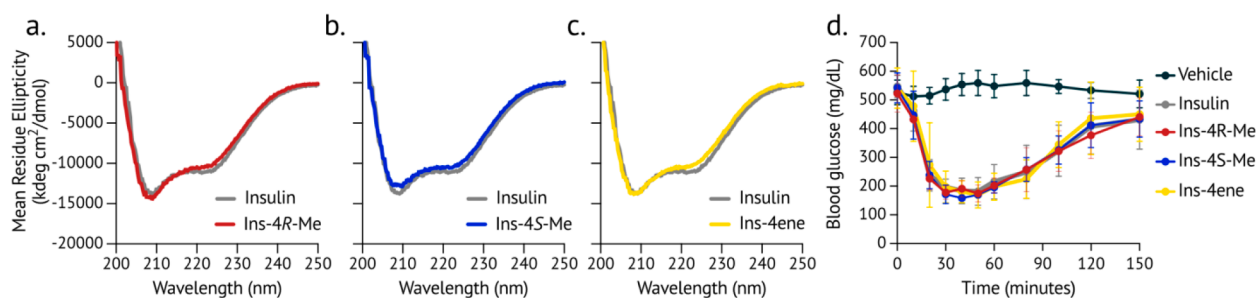 a.
Mean Residue Ellipticity
(kdeg cm²/dmol)
5000
0
-5000
-10000
-15000
-20000
Insulin
Ins-4R-Me
200 210 220 230 240 250
Wavelength (nm)
b.
Insulin
Ins-4S-Me
200 210 220 230 240 250
Wavelength (nm)
c.
Insulin
Ins-4ene
200 210 220 230 240 250
Wavelength (nm)
d.
Blood glucose (mg/dL)
700
600
500
400
300
200
100
0
0 30 60 90 120 150
Time (minutes)
Vehicle
Insulin
Ins-4R-Me
Ins-4S-Me
Ins-4ene